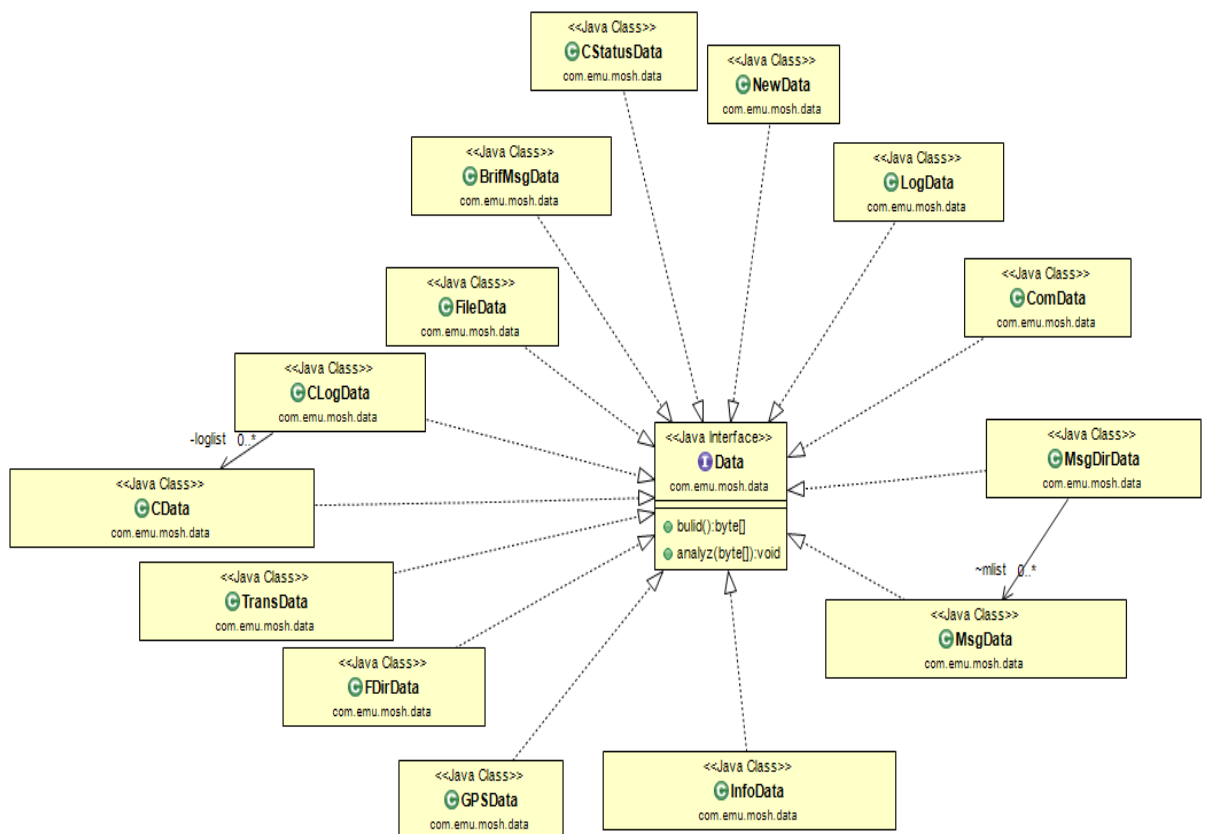 <<Java Class>>
CStatusData
com.emu.mosh.data
<<Java Class>>
NewData
com.emu.mosh.data
<<Java Class>>
BrifMsgData
com.emu.mosh.data
<<Java Class>>
LogData
com.emu.mosh.data
<<Java Class>>
FileData
com.emu.mosh.data
<<Java Class>>
ComData
com.emu.mosh.data
<<Java Class>>
CLogData
com.emu.mosh.data
-loglist 0..*
<<Java Interface>>
Data
com.emu.mosh.data
bulid():byte[]
analyz(byte[]):void
<<Java Class>>
MsgDirData
com.emu.mosh.data
<<Java Class>>
CData
com.emu.mosh.data
~mlist 0..*
<<Java Class>>
TransData
com.emu.mosh.data
<<Java Class>>
MsgData
com.emu.mosh.data
<<Java Class>>
FDirData
com.emu.mosh.data
<<Java Class>>
GPSData
com.emu.mosh.data
<<Java Class>>
InfoData
com.emu.mosh.data